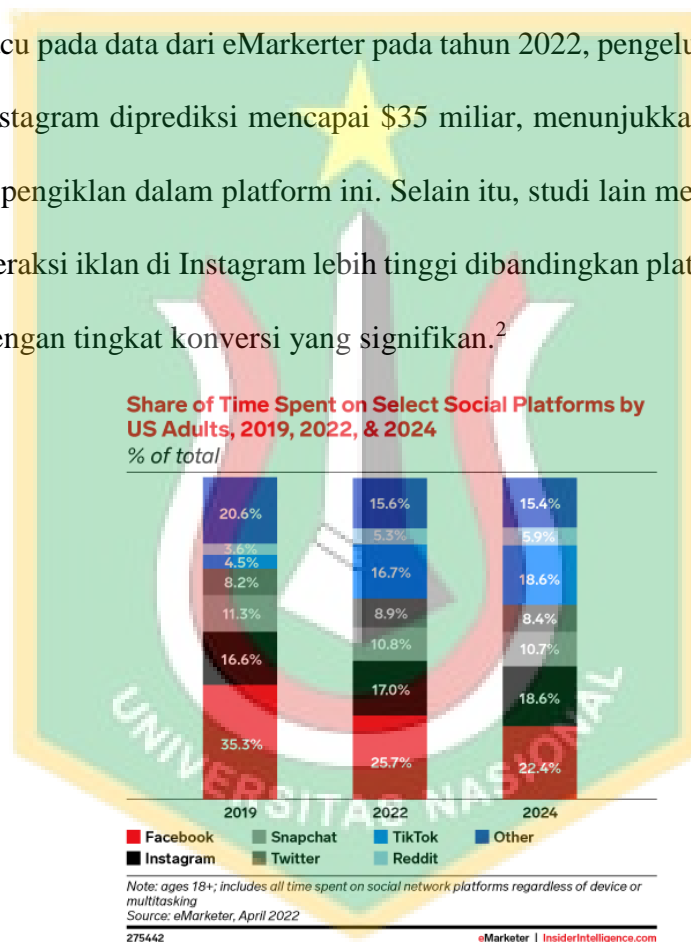 cu pada data dari eMarkerter pada tahun 2022, pengelu
stagram diprediksi mencapai $35 miliar, menunjukka
pengiklan dalam platform ini. Selain itu, studi lain me
eraksi iklan di Instagram lebih tinggi dibandingkan plat
engan tingkat konversi yang signifikan.²
Share of Time Spent on Select Social Platforms by
US Adults, 2019, 2022, & 2024
% of total
20.6% 15.6% 15.4%
3.6% 5.3% 5.9%
4.5% 16.7% 18.6%
8.2% 8.9% 8.4%
11.3% 10.8% 10.7%
16.6% 17.0% 18.6%
35.3% 25.7% 22.4%
UNIVERSITAS NASIONAL
2019 2022 2024
Facebook Snapchat TikTok Other
Instagram Twitter Reddit
Note: ages 18+; includes all time spent on social network platforms regardless of device or
multitasking
Source: eMarketer, April 2022
275442 eMarketer | InsiderIntelligence.com